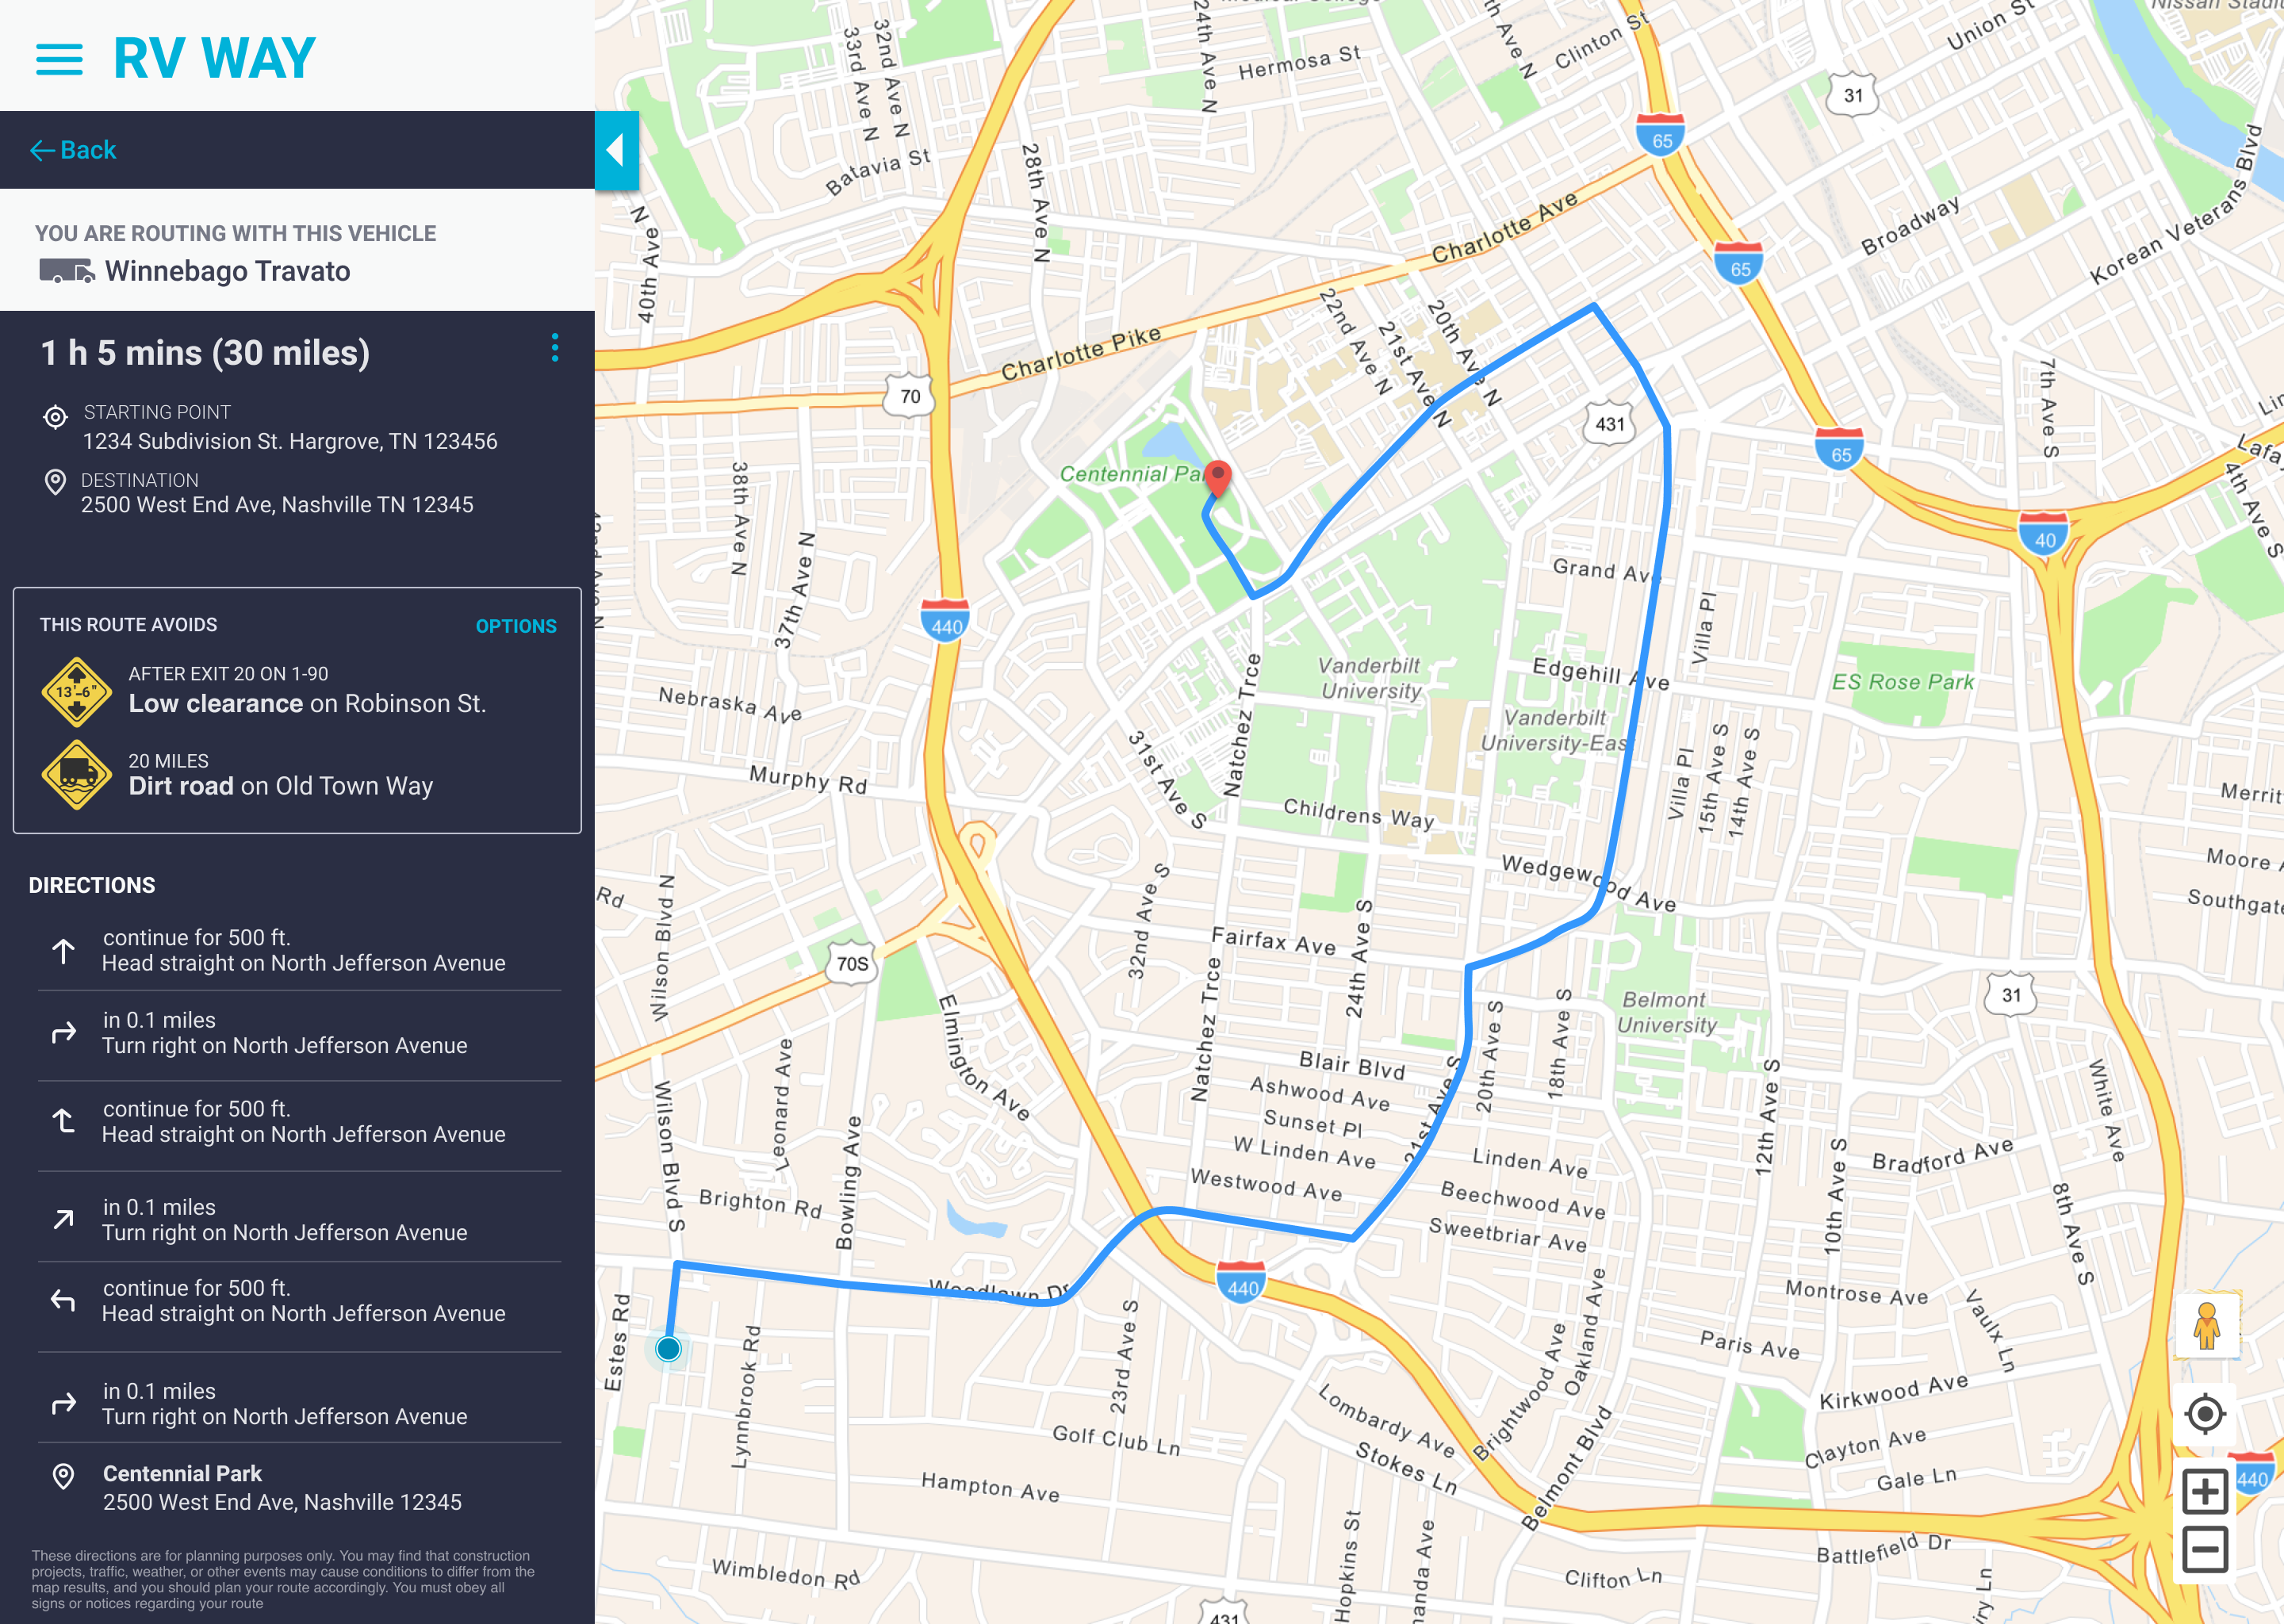 RV WAY
Back
YOU ARE ROUTING WITH THIS VEHICLE
Winnebago Travato
1 h 5 mins (30 miles)
STARTING POINT
1234 Subdivision St. Hargrove, TN 123456
DESTINATION
2500 West End Ave, Nashville TN 12345
THIS ROUTE AVOIDS
OPTIONS
13'-6"
AFTER EXIT 20 ON 1-90
Low clearance on Robinson St.
20 MILES
Dirt road on Old Town Way
DIRECTIONS
continue for 500 ft.
Head straight on North Jefferson Avenue
in 0.1 miles
Turn right on North Jefferson Avenue
continue for 500 ft.
Head straight on North Jefferson Avenue
in 0.1 miles
Turn right on North Jefferson Avenue
continue for 500 ft.
Head straight on North Jefferson Avenue
in 0.1 miles
Turn right on North Jefferson Avenue
Centennial Park
2500 West End Ave, Nashville 12345
These directions are for planning purposes only. You may find that construction
projects, traffic, weather, or other events may cause conditions to differ from the
map results, and you should plan your route accordingly. You must obey all
signs or notices regarding your route
33rd Ave N
32nd Ave N
24th Ave N
Hermosa St
Clinton St
Union St
31
65
Batavia St
28th Ave N
40th Ave N
Charlotte Ave
65
Broadway
Korean Veterans Blvd
Charlotte Pike
70
22nd Ave N
21st Ave N
20th Ave N
431
65
7th Ave S
4th Ave S
40
Centennial Pa
38th Ave N
37th Ave N
440
Grand Ave
Villa Pl
Natchez Trce
Vanderbilt
University
Edgehill Ave
ES Rose Park
Nebraska Ave
Vanderbilt
University-Eas
Murphy Rd
31st Ave S
Villa Pl
15th Ave S
14th Ave S
Childrens Way
Merrit
Moore
Southgate
Wedgewood Ave
Rd
Wilson Blvd N
32nd Ave S
Fairfax Ave
24th Ave S
70S
Natchez Trce
Elmington Ave
Belmont
University
31
20th Ave S
18th Ave S
Blair Blvd
Ashwood Ave
Sunset Pl
W Linden Ave
Westwood Ave
21st Ave S
Linden Ave
Beechwood Ave
Sweetbriar Ave
12th Ave S
10th Ave S
Bradford Ave
White Ave
8th Ave S
Wilson Blvd S
Leonard Ave
Bowling Ave
Brighton Rd
Woodlawn Dr
440
Estes Rd
Lynnbrook Rd
23rd Ave S
Oakland Ave
Brightwood Ave
Montrose Ave
Vaulx Ln
Paris Ave
Kirkwood Ave
Lombardy Ave
Stokes Ln
Belmont Blvd
Clayton Ave
Gale Ln
440
Golf Club Ln
Hampton Ave
Wimbledon Rd
Hopkins St
Clifton Ln
Battlefield Dr
431